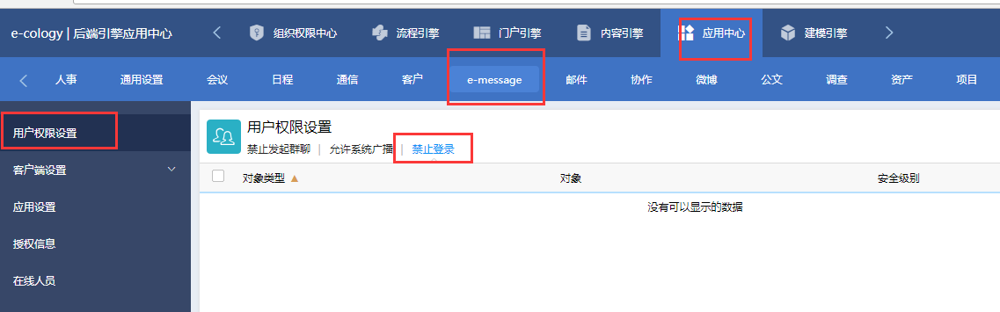 e-cology | 后端引擎应用中心 组织权限中心 流程引擎 门户引擎 内容引擎 应用中心 建模引擎
人事 通用设置 会议 日程 通信 客户 e-message 邮件 协作 微博 公文 调查 资产 项目
用户权限设置
客户端设置
应用设置
授权信息
在线人员
用户权限设置
禁止发起群聊 | 允许系统广播 | 禁止登录
对象类型 对象 安全级别
没有可以显示的数据